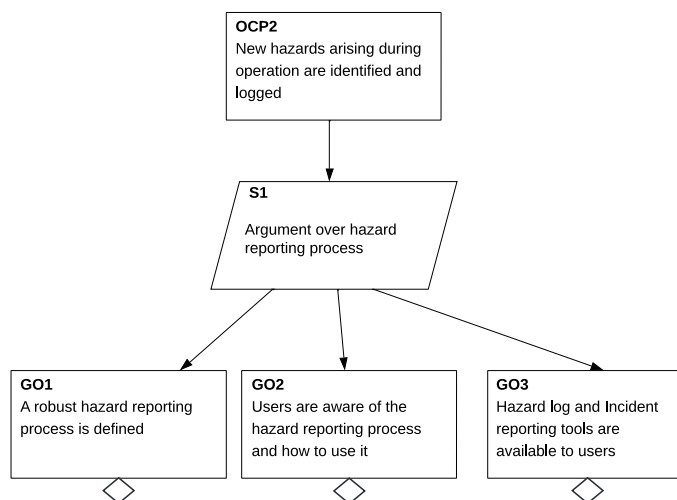 OCP2
New hazards arising during
operation are identified and
logged
S1
Argument over hazard
reporting process
GO1
A robust hazard reporting
process is defined
GO2
Users are aware of the
hazard reporting process
and how to use it
GO3
Hazard log and Incident
reporting tools are
available to users